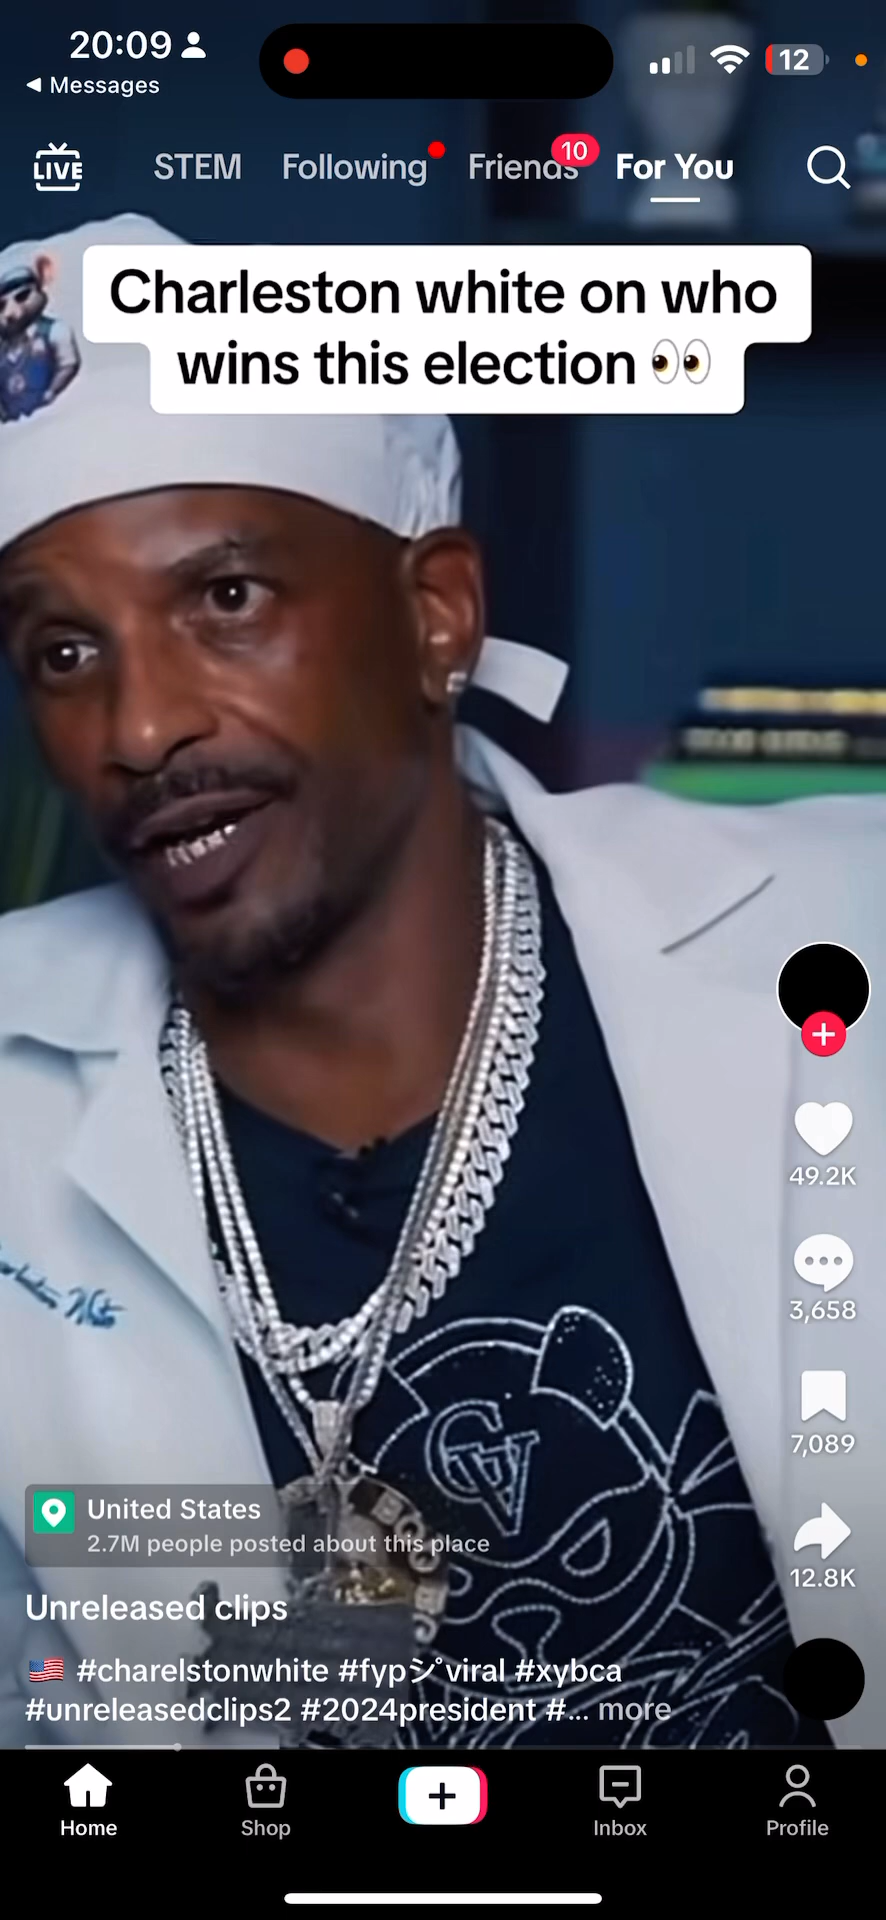 20:09
12
Messages
LIVE
STEM
Following
Friends
10
For You
Charleston white on who
wins this election 👀
49.2K
3,658
7,089
12.8K
United States
2.7M people posted about this place
Unreleased clips
🇺🇸 #charelstonwhite #fypシ゚viral #xybca
#unreleasedclips2 #2024president #... more
Home
Shop
Inbox
Profile